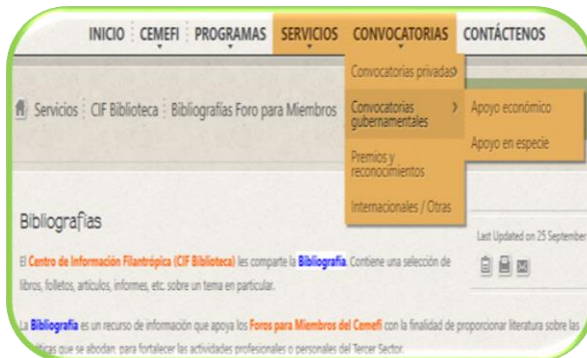 INICIO CEMEFI PROGRAMAS SERVICIOS CONVOCATORIAS CONTÁCTENOS
Convocatorias privadas
Servicios CIF Biblioteca Bibliografías Foro para Miembros
Convocatorias gubernamentales
Apoyo económico
Apoyo en especie
Premios y reconocimientos
Internacionales / Otras
Bibliografías
Last Updated on 25 September
El Centro de Información Filantrópica (CIF Biblioteca) les comparte la Bibliografía. Contiene una selección de
libros, folletos, artículos, informes, etc. sobre un tema en particular.
La Bibliografía es un recurso de información que apoya los Foros para Miembros del Cemefi con la finalidad de proporcionar literatura sobre las
que se abodan, para fortalecer las actividades profesionales o personales del Tercer Sector.